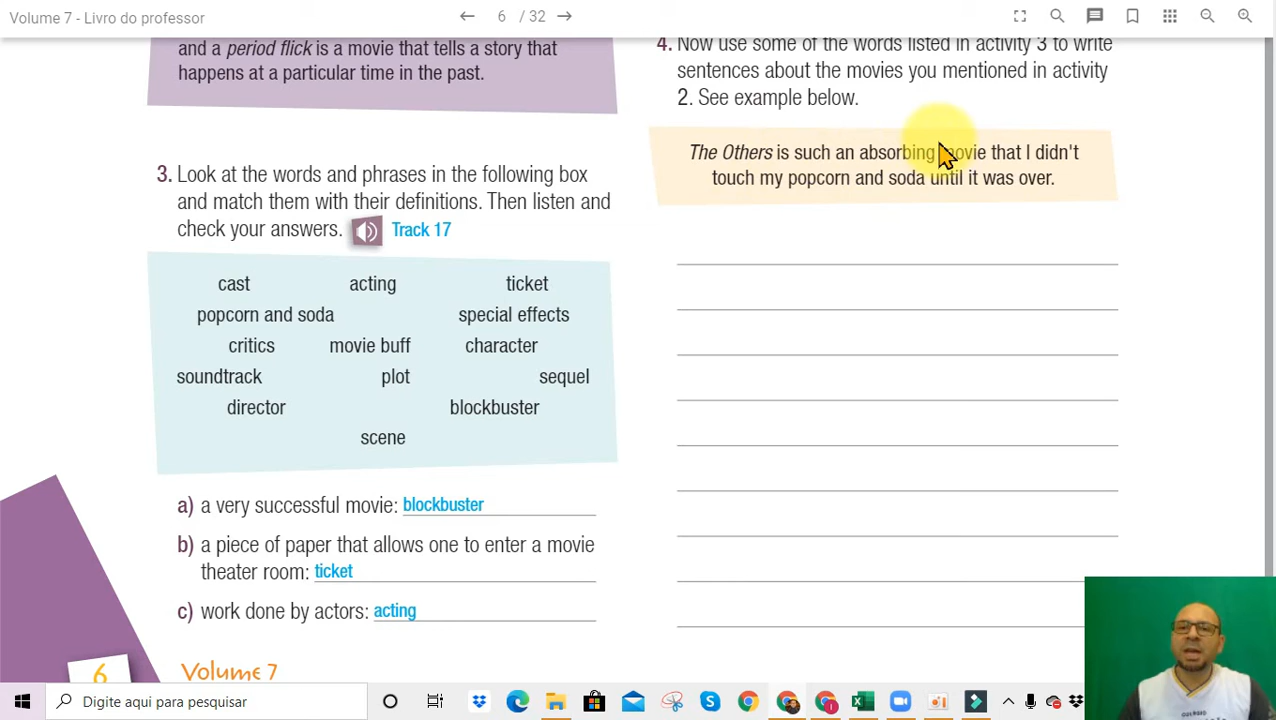 Volume 7 - Livro do professor
6 / 32
and a period flick is a movie that tells a story that
happens at a particular time in the past.
3. Look at the words and phrases in the following box
and match them with their definitions. Then listen and
check your answers. Track 17
cast acting ticket
popcorn and soda special effects
critics movie buff character
soundtrack plot sequel
director blockbuster
scene
a) a very successful movie: blockbuster
b) a piece of paper that allows one to enter a movie
theater room: ticket
c) work done by actors: acting
6 Volume 7
4. Now use some of the words listed in activity 3 to write
sentences about the movies you mentioned in activity
2. See example below.
The Others is such an absorbing movie that I didn't
touch my popcorn and soda until it was over.
COLÉGIO
Digite aqui para pesquisar